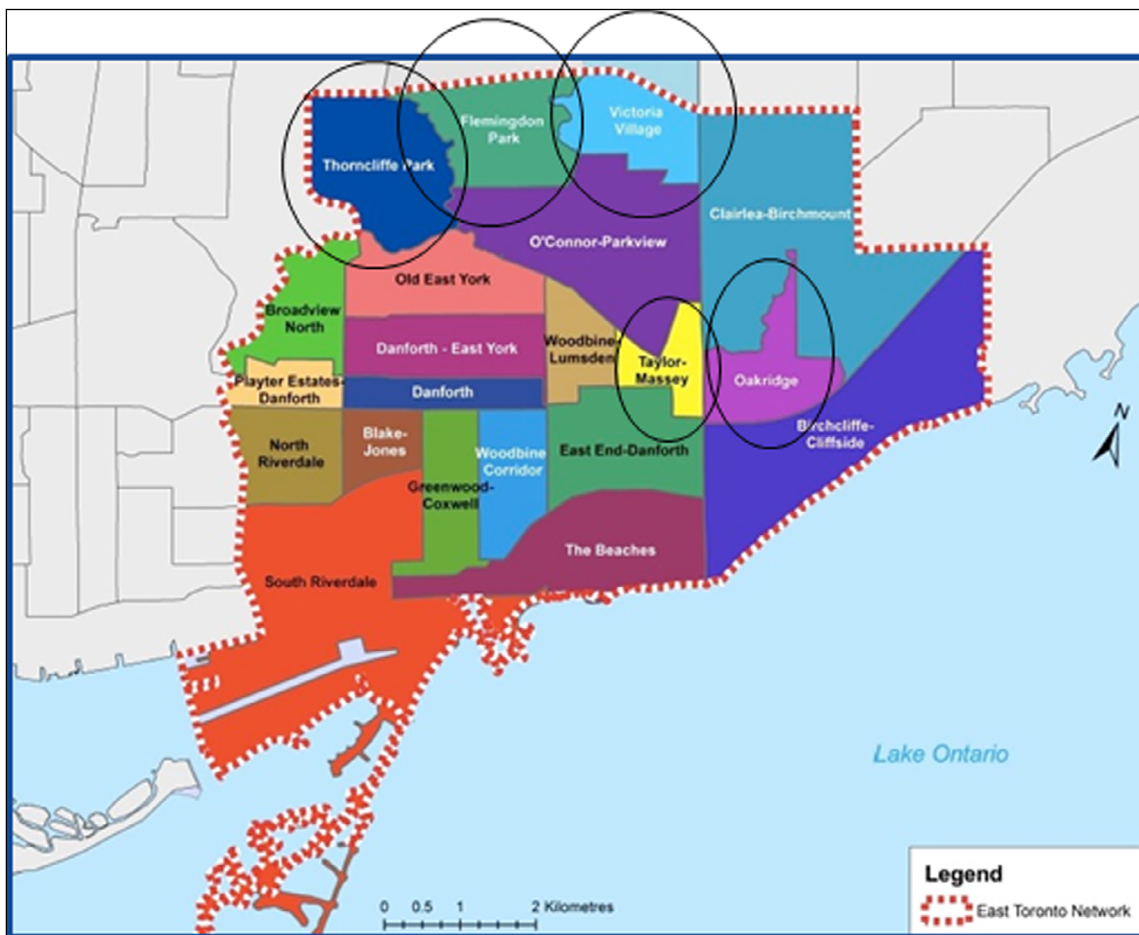 Flemingdon
Park
Victoria
Village
Thorncliffe Park
Clairlea-Birchmount
O'Connor-Parkview
Old East York
Broadview
North
Danforth - East York
Woodbine-
Lumsden
Taylor-
Massey
Oakridge
Playter Estates-
Danforth
Danforth
Birchcliffe-
Cliffside
North
Riverdale
Blake-
Jones
Woodbine
Corridor
East End-Danforth
Greenwood-
Coxwell
The Beaches
South Riverdale
N
Lake Ontario
Legend
East Toronto Network
0 0.5 1 2 Kilometres